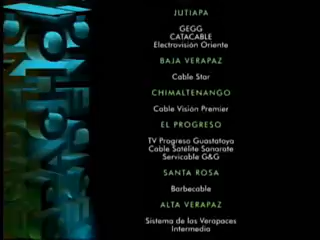 JUTIAPA
GEGG
CATACABLE
Electrovisión Oriente
BAJA VERAPAZ
Cable Star
CHIMALTENANGO
Cable Visión Premier
EL PROGRESO
TV Progreso Guastatoya
Cable Satélite Sanarate
Servicable G&G
SANTA ROSA
Barbecable
ALTA VERAPAZ
Sistema de las Verapaces
Intermedia